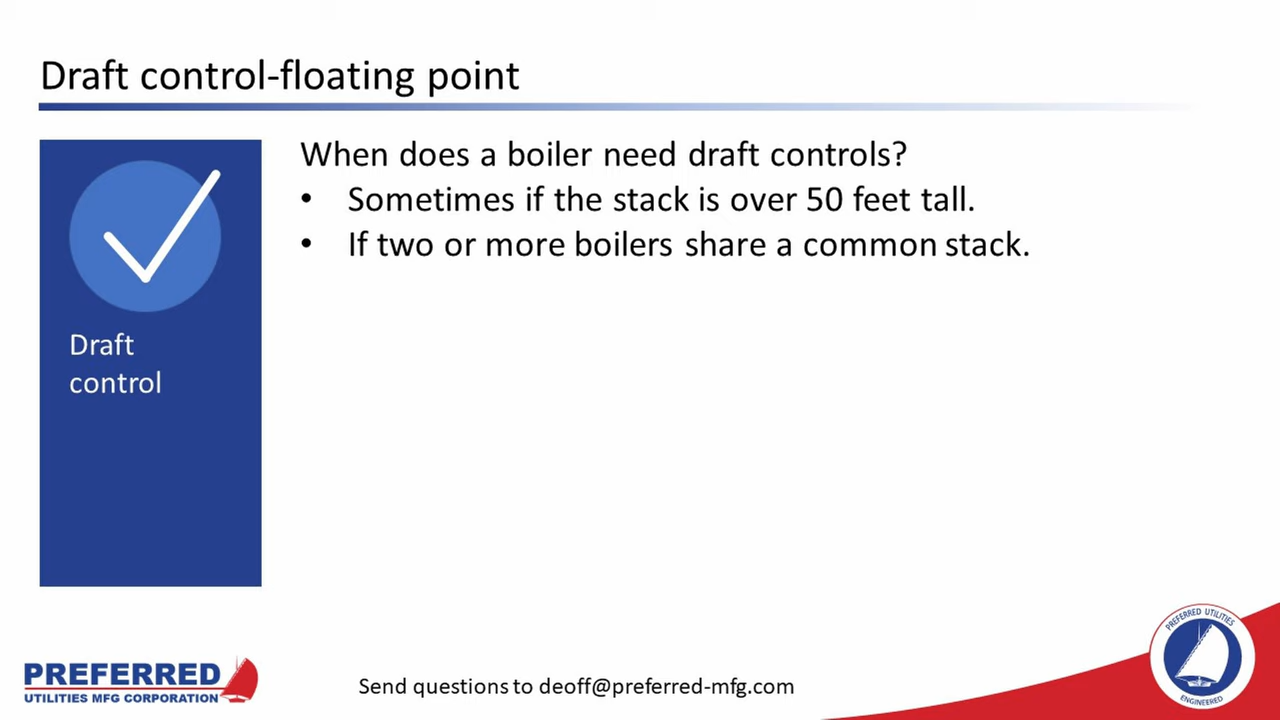 Draft control-floating point
When does a boiler need draft controls?
• Sometimes if the stack is over 50 feet tall.
• If two or more boilers share a common stack.
Draft
control
PREFERRED
UTILITIES MFG CORPORATION
Send questions to deoff@preferred-mfg.com
PREFERRED UTILITIES
ENGINEERED